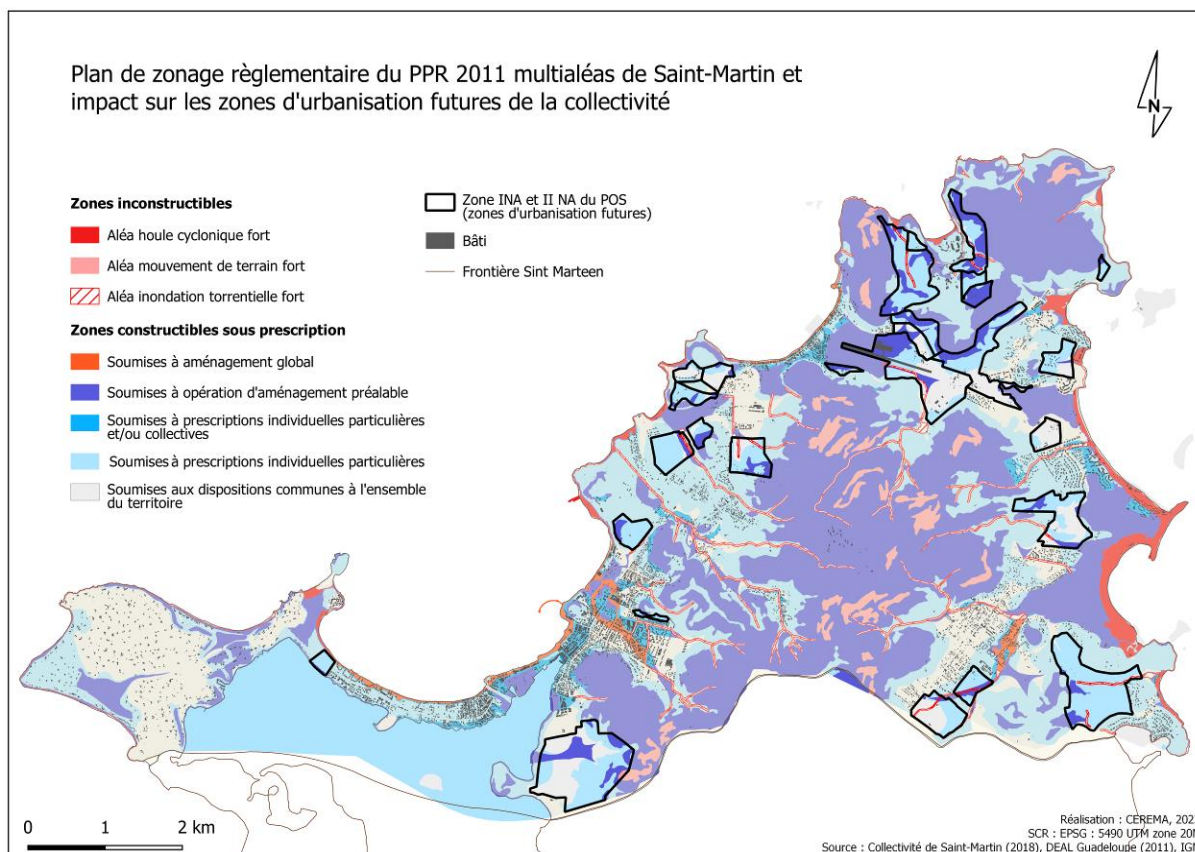 Plan de zonage règlementaire du PPR 2011 multialéas de Saint-Martin et
impact sur les zones d'urbanisation futures de la collectivité
N
Zones inconstructibles
Aléa houle cyclonique fort
Aléa mouvement de terrain fort
Aléa inondation torrentielle fort
Zones constructibles sous prescription
Soumises à aménagement global
Soumises à opération d'aménagement préalable
Soumises à prescriptions individuelles particulières
et/ou collectives
Soumises à prescriptions individuelles particulières
Soumises aux dispositions communes à l'ensemble
du territoire
Zone INA et II NA du POS
(zones d'urbanisation futures)
Bâti
Frontière Sint Marteen
0 1 2 km
Réalisation : CEREMA, 202
SCR : EPSG : 5490 UTM zone 20
Source : Collectivité de Saint-Martin (2018), DEAL Guadeloupe (2011), IG